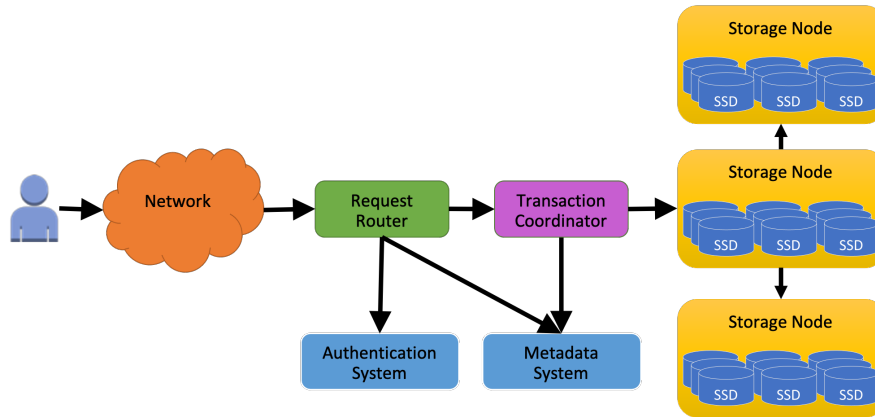 Storage Node
SSD SSD SSD
Network
Request
Router
Transaction
Coordinator
Storage Node
SSD SSD SSD
Authentication
System
Metadata
System
Storage Node
SSD SSD SSD